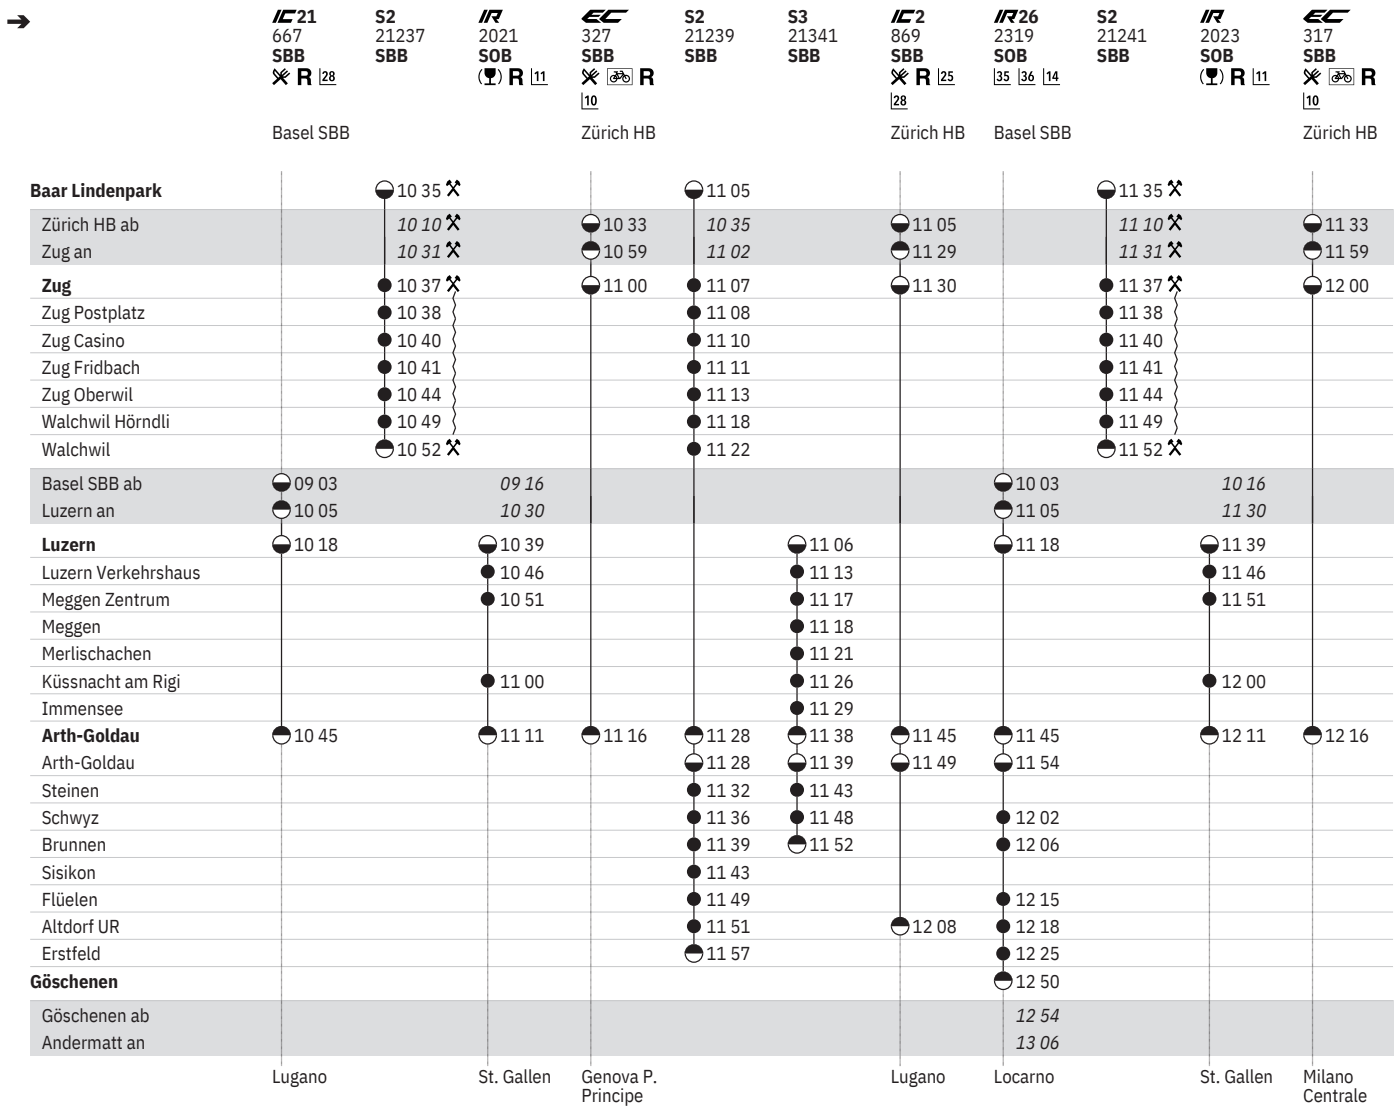 ➔ IC21 S2 IR EC S2 S3 IC2 IR26 S2 IR EC
667 21237 2021 327 21239 21341 869 2319 21241 2023 317
SBB SBB SOB SBB SBB SBB SBB SOB SBB SOB SBB
R 28 R 11 R R 25 35 36 14 R 11 R
10 28 10
Basel SBB Zürich HB Zürich HB Basel SBB Zürich HB
Baar Lindenpark 10 35 11 05 11 35
Zürich HB ab 10 10 10 33 10 35 11 05 11 10 11 33
Zug an 10 31 10 59 11 02 11 29 11 31 11 59
Zug 10 37 11 00 11 07 11 30 11 37 12 00
Zug Postplatz 10 38 11 08 11 38
Zug Casino 10 40 11 10 11 40
Zug Fridbach 10 41 11 11 11 41
Zug Oberwil 10 44 11 13 11 44
Walchwil Hörndli 10 49 11 18 11 49
Walchwil 10 52 11 22 11 52
Basel SBB ab 09 03 09 16 10 03 10 16
Luzern an 10 05 10 30 11 05 11 30
Luzern 10 18 10 39 11 06 11 18 11 39
Luzern Verkehrshaus 10 46 11 13 11 46
Meggen Zentrum 10 51 11 17 11 51
Meggen 11 18
Merlischachen 11 21
Küssnacht am Rigi 11 00 11 26 12 00
Immensee 11 29
Arth-Goldau 10 45 11 11 11 16 11 28 11 38 11 45 11 45 12 11 12 16
Arth-Goldau 11 28 11 39 11 49 11 54
Steinen 11 32 11 43
Schwyz 11 36 11 48 12 02
Brunnen 11 39 11 52 12 06
Sisikon 11 43
Flüelen 11 49 12 15
Altdorf UR 11 51 12 08 12 18
Erstfeld 11 57 12 25
Göschenen 12 50
Göschenen ab 12 54
Andermatt an 13 06
Lugano St. Gallen Genova P. Lugano Locarno St. Gallen Milano
Principe Centrale